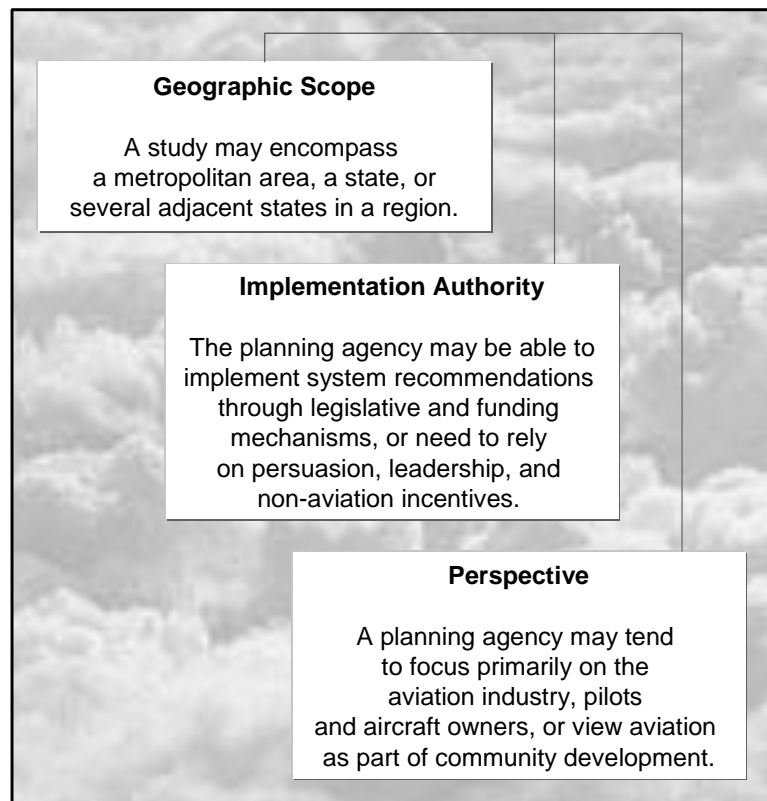 Geographic Scope
A study may encompass
a metropolitan area, a state, or
several adjacent states in a region.
Implementation Authority
The planning agency may be able to
implement system recommendations
through legislative and funding
mechanisms, or need to rely
on persuasion, leadership, and
non-aviation incentives.
Perspective
A planning agency may tend
to focus primarily on the
aviation industry, pilots
and aircraft owners, or view aviation
as part of community development.